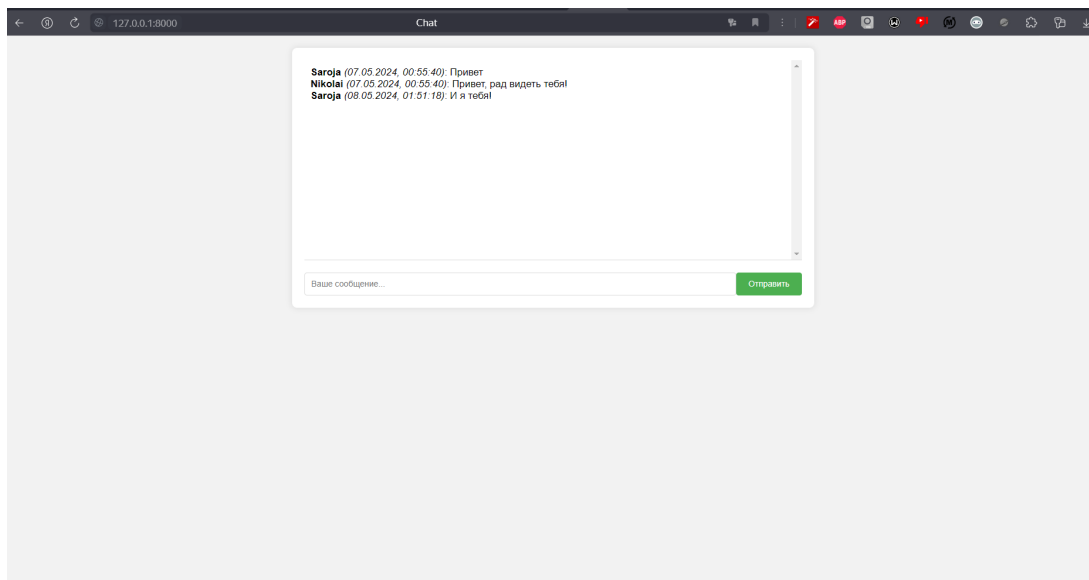 127.0.0.1:8000
Chat
ABP
Saroja (07.05.2024, 00:55:40): Привет
Nikolai (07.05.2024, 00:55:40): Привет, рад видеть тебя!
Saroja (08.05.2024, 01:51:18): И я тебя!
Ваше сообщение...
Отправить